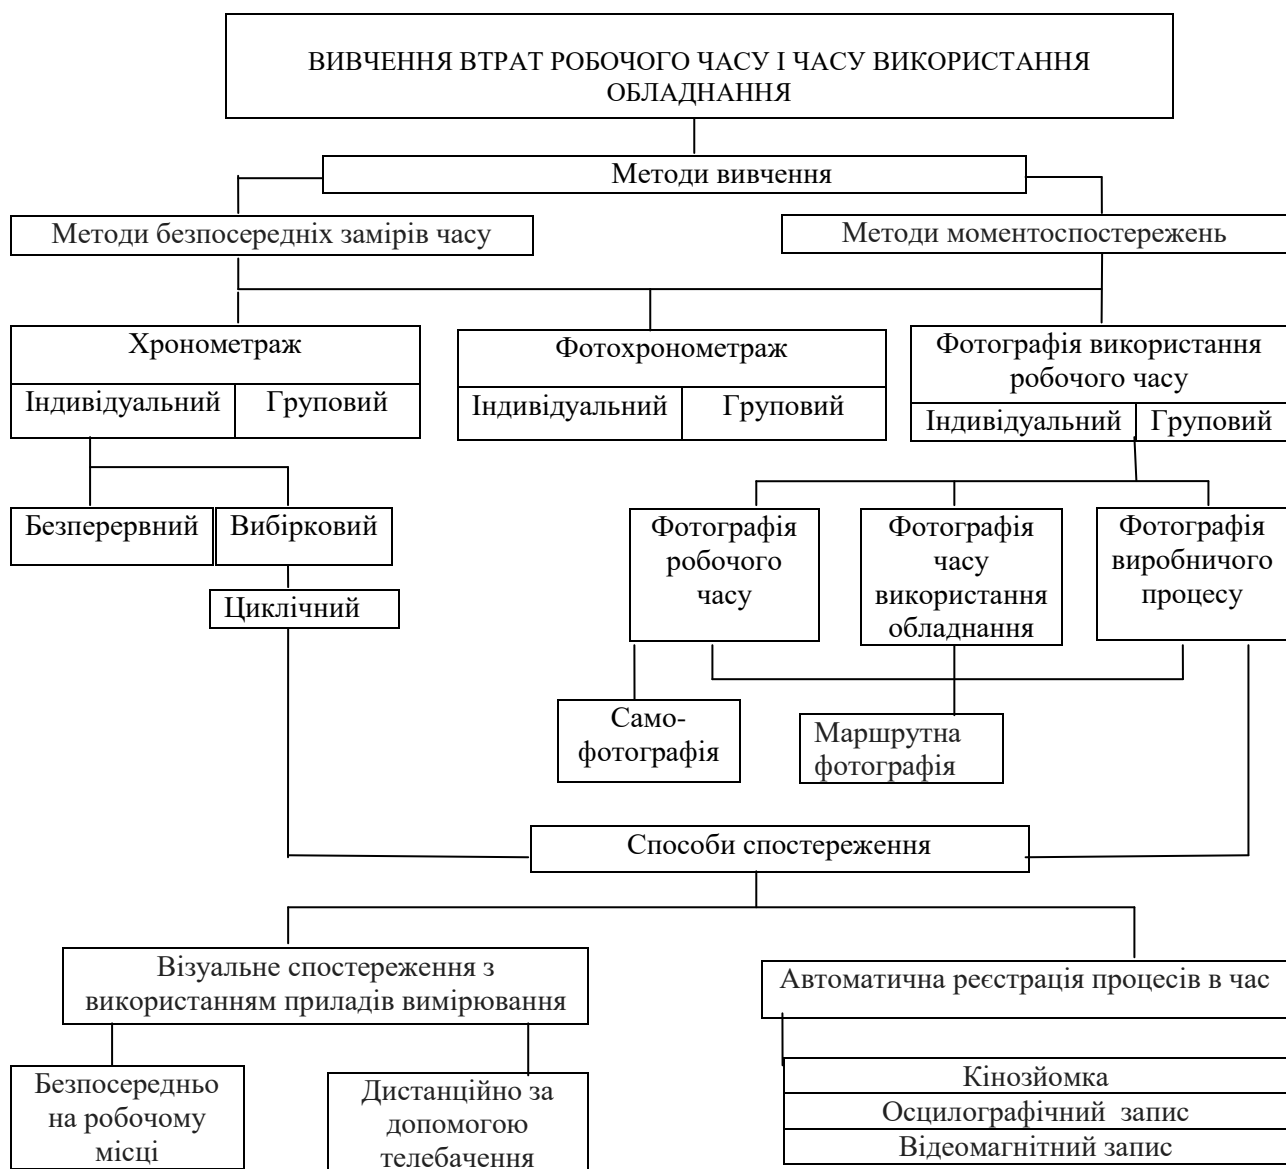 ВИВЧЕННЯ ВТРАТ РОБОЧОГО ЧАСУ І ЧАСУ ВИКОРИСТАННЯ
ОБЛАДНАННЯ
Методи вивчення
Методи безпосередніх замірів часу
Методи моментоспостережень
Хронометраж
Індивідуальний
Груповий
Фотохронометраж
Індивідуальний
Груповий
Фотографія використання
робочого часу
Індивідуальний
Груповий
Безперервний
Вибірковий
Циклічний
Фотографія
робочого
часу
Фотографія
часу
використання
обладнання
Фотографія
виробничого
процесу
Само-
фотографія
Маршрутна
фотографія
Способи спостереження
Візуальне спостереження з
використанням приладів вимірювання
Автоматична реєстрація процесів в час
Безпосередньо
на робочому
місці
Дистанційно за
допомогою
телебачення
Кінозйомка
Осцилографічний запис
Відеомагнітний запис